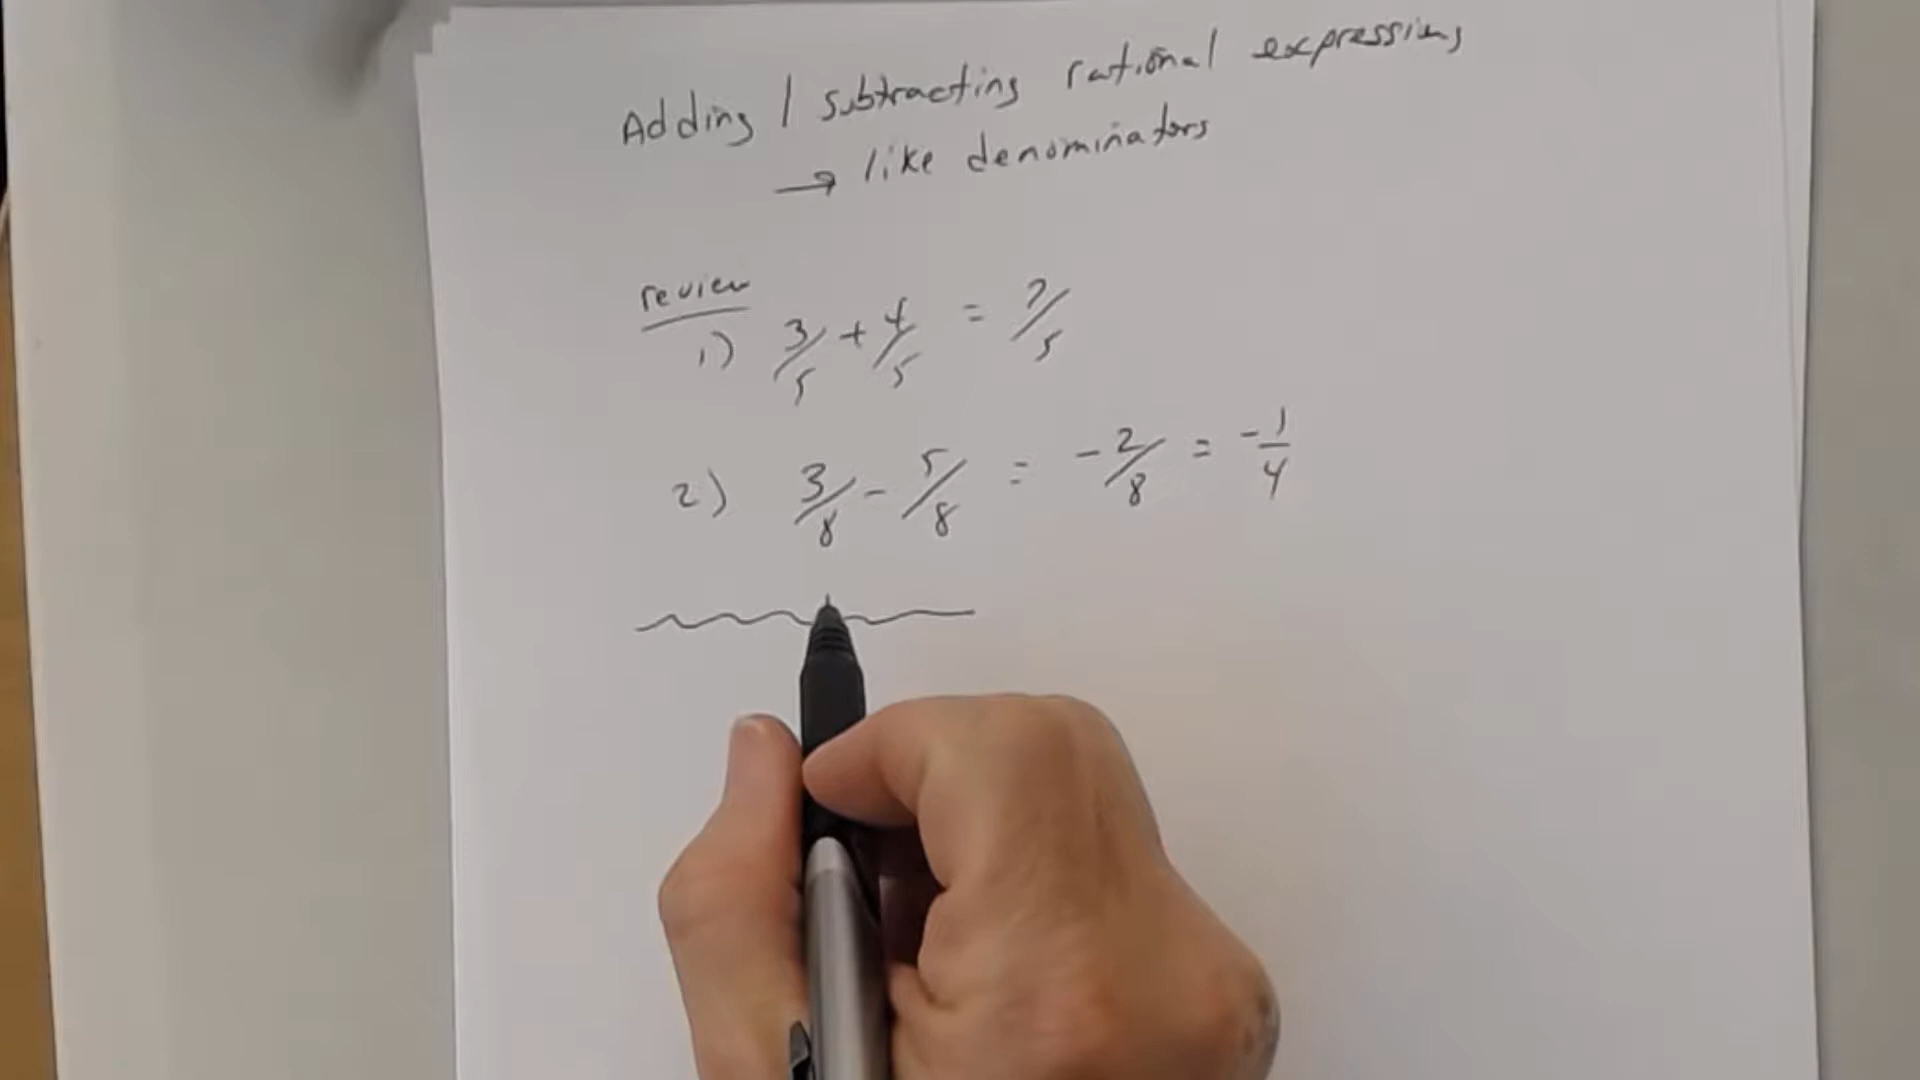 Adding / subtracting rational expressions
→ like denominators
review
1) 3/5 + 4/5 = 7/5
2) 3/8 - 5/8 = -2/8 = -1/4